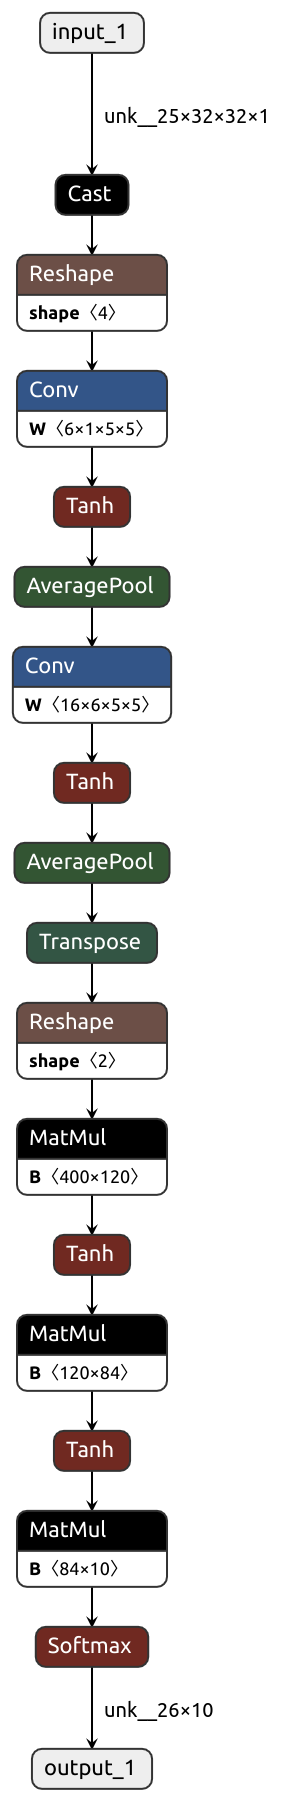 input_1
unk__25×32×32×1
Cast
Reshape
shape〈4〉
Conv
W〈6×1×5×5〉
Tanh
AveragePool
Conv
W〈16×6×5×5〉
Tanh
AveragePool
Transpose
Reshape
shape〈2〉
MatMul
B〈400×120〉
Tanh
MatMul
B〈120×84〉
Tanh
MatMul
B〈84×10〉
Softmax
unk__26×10
output_1